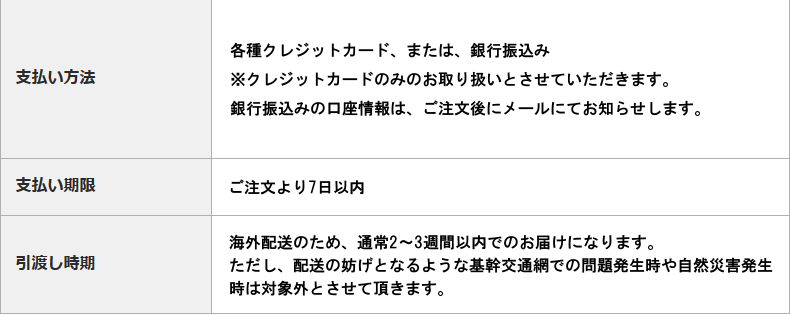 支払い方法
各種クレジットカード、または、銀行振込み
※クレジットカードのみのお取り扱いとさせていただきます。
銀行振込みの口座情報は、ご注文後にメールにてお知らせします。
支払い期限
ご注文より7日以内
引渡し時期
海外配送のため、通常2～3週間以内でのお届けになります。
ただし、配送の妨げとなるような基幹交通網での問題発生時や自然災害発生
時は対象外とさせて頂きます。